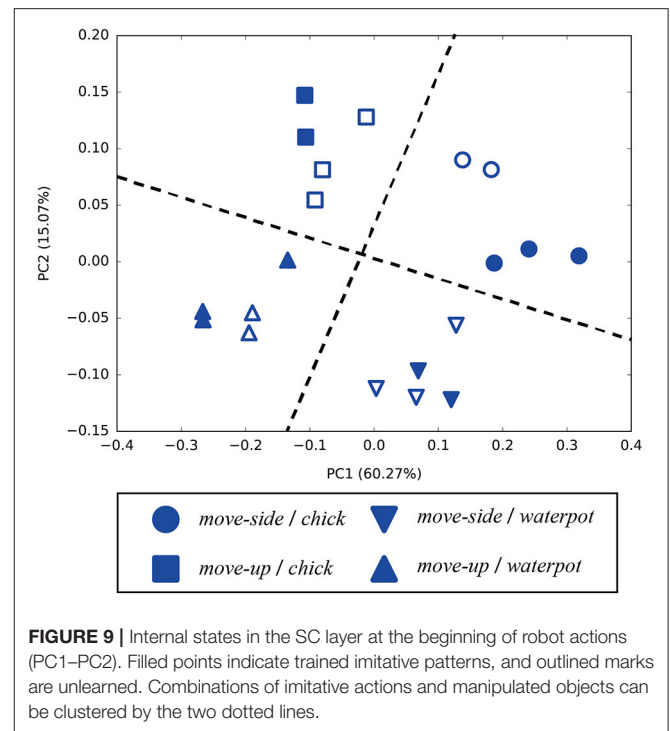 0.20
0.15
0.10
0.05
0.00
−0.05
−0.10
−0.15
PC2 (15.07%)
−0.4 −0.3 −0.2 −0.1 0.0 0.1 0.2 0.3 0.4
PC1 (60.27%)
move-side / chick move-side / waterpot
move-up / chick move-up / waterpot
FIGURE 9 | Internal states in the SC layer at the beginning of robot actions
(PC1–PC2). Filled points indicate trained imitative patterns, and outlined marks
are unlearned. Combinations of imitative actions and manipulated objects can
be clustered by the two dotted lines.